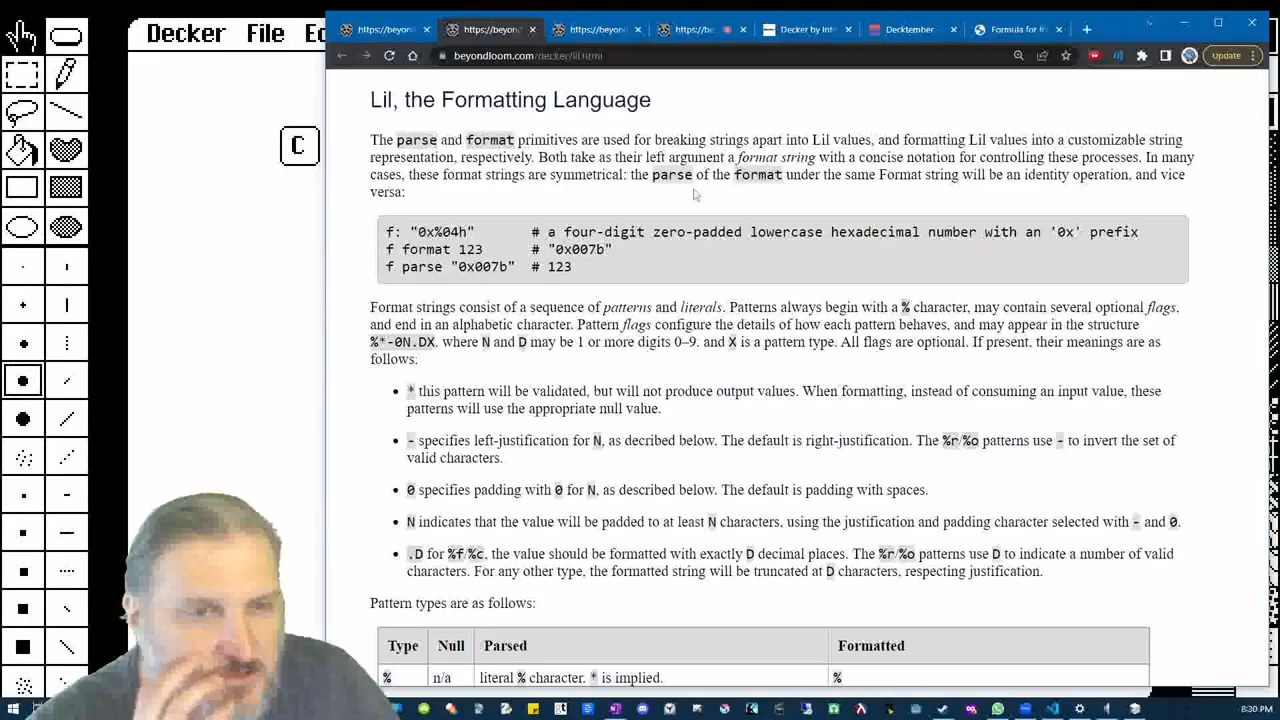 Decker File Ed
C
https://beyond
https://beyond
https://beyond
https://be
Decker by Int
Decktember
Formula for fr
beyondloom.com/decker/lil.html
Update
Lil, the Formatting Language
The parse and format primitives are used for breaking strings apart into Lil values, and formatting Lil values into a customizable string
representation, respectively. Both take as their left argument a format string with a concise notation for controlling these processes. In many
cases, these format strings are symmetrical: the parse of the format under the same Format string will be an identity operation, and vice
versa:
f: "0x%04h" # a four-digit zero-padded lowercase hexadecimal number with an '0x' prefix
f format 123 # "0x007b"
f parse "0x007b" # 123
Format strings consist of a sequence of patterns and literals. Patterns always begin with a % character, may contain several optional flags,
and end in an alphabetic character. Pattern flags configure the details of how each pattern behaves, and may appear in the structure
%*-0N.DX, where N and D may be 1 or more digits 0–9. and X is a pattern type. All flags are optional. If present, their meanings are as
follows:
• * this pattern will be validated, but will not produce output values. When formatting, instead of consuming an input value, these
patterns will use the appropriate null value.
• - specifies left-justification for N, as decribed below. The default is right-justification. The %r/%o patterns use - to invert the set of
valid characters.
• 0 specifies padding with 0 for N, as described below. The default is padding with spaces.
• N indicates that the value will be padded to at least N characters, using the justification and padding character selected with - and 0.
• .D for %f/%c, the value should be formatted with exactly D decimal places. The %r/%o patterns use D to indicate a number of valid
characters. For any other type, the formatted string will be truncated at D characters, respecting justification.
Pattern types are as follows:
Type Null Parsed Formatted
% n/a literal % character. * is implied. %
8:30 PM